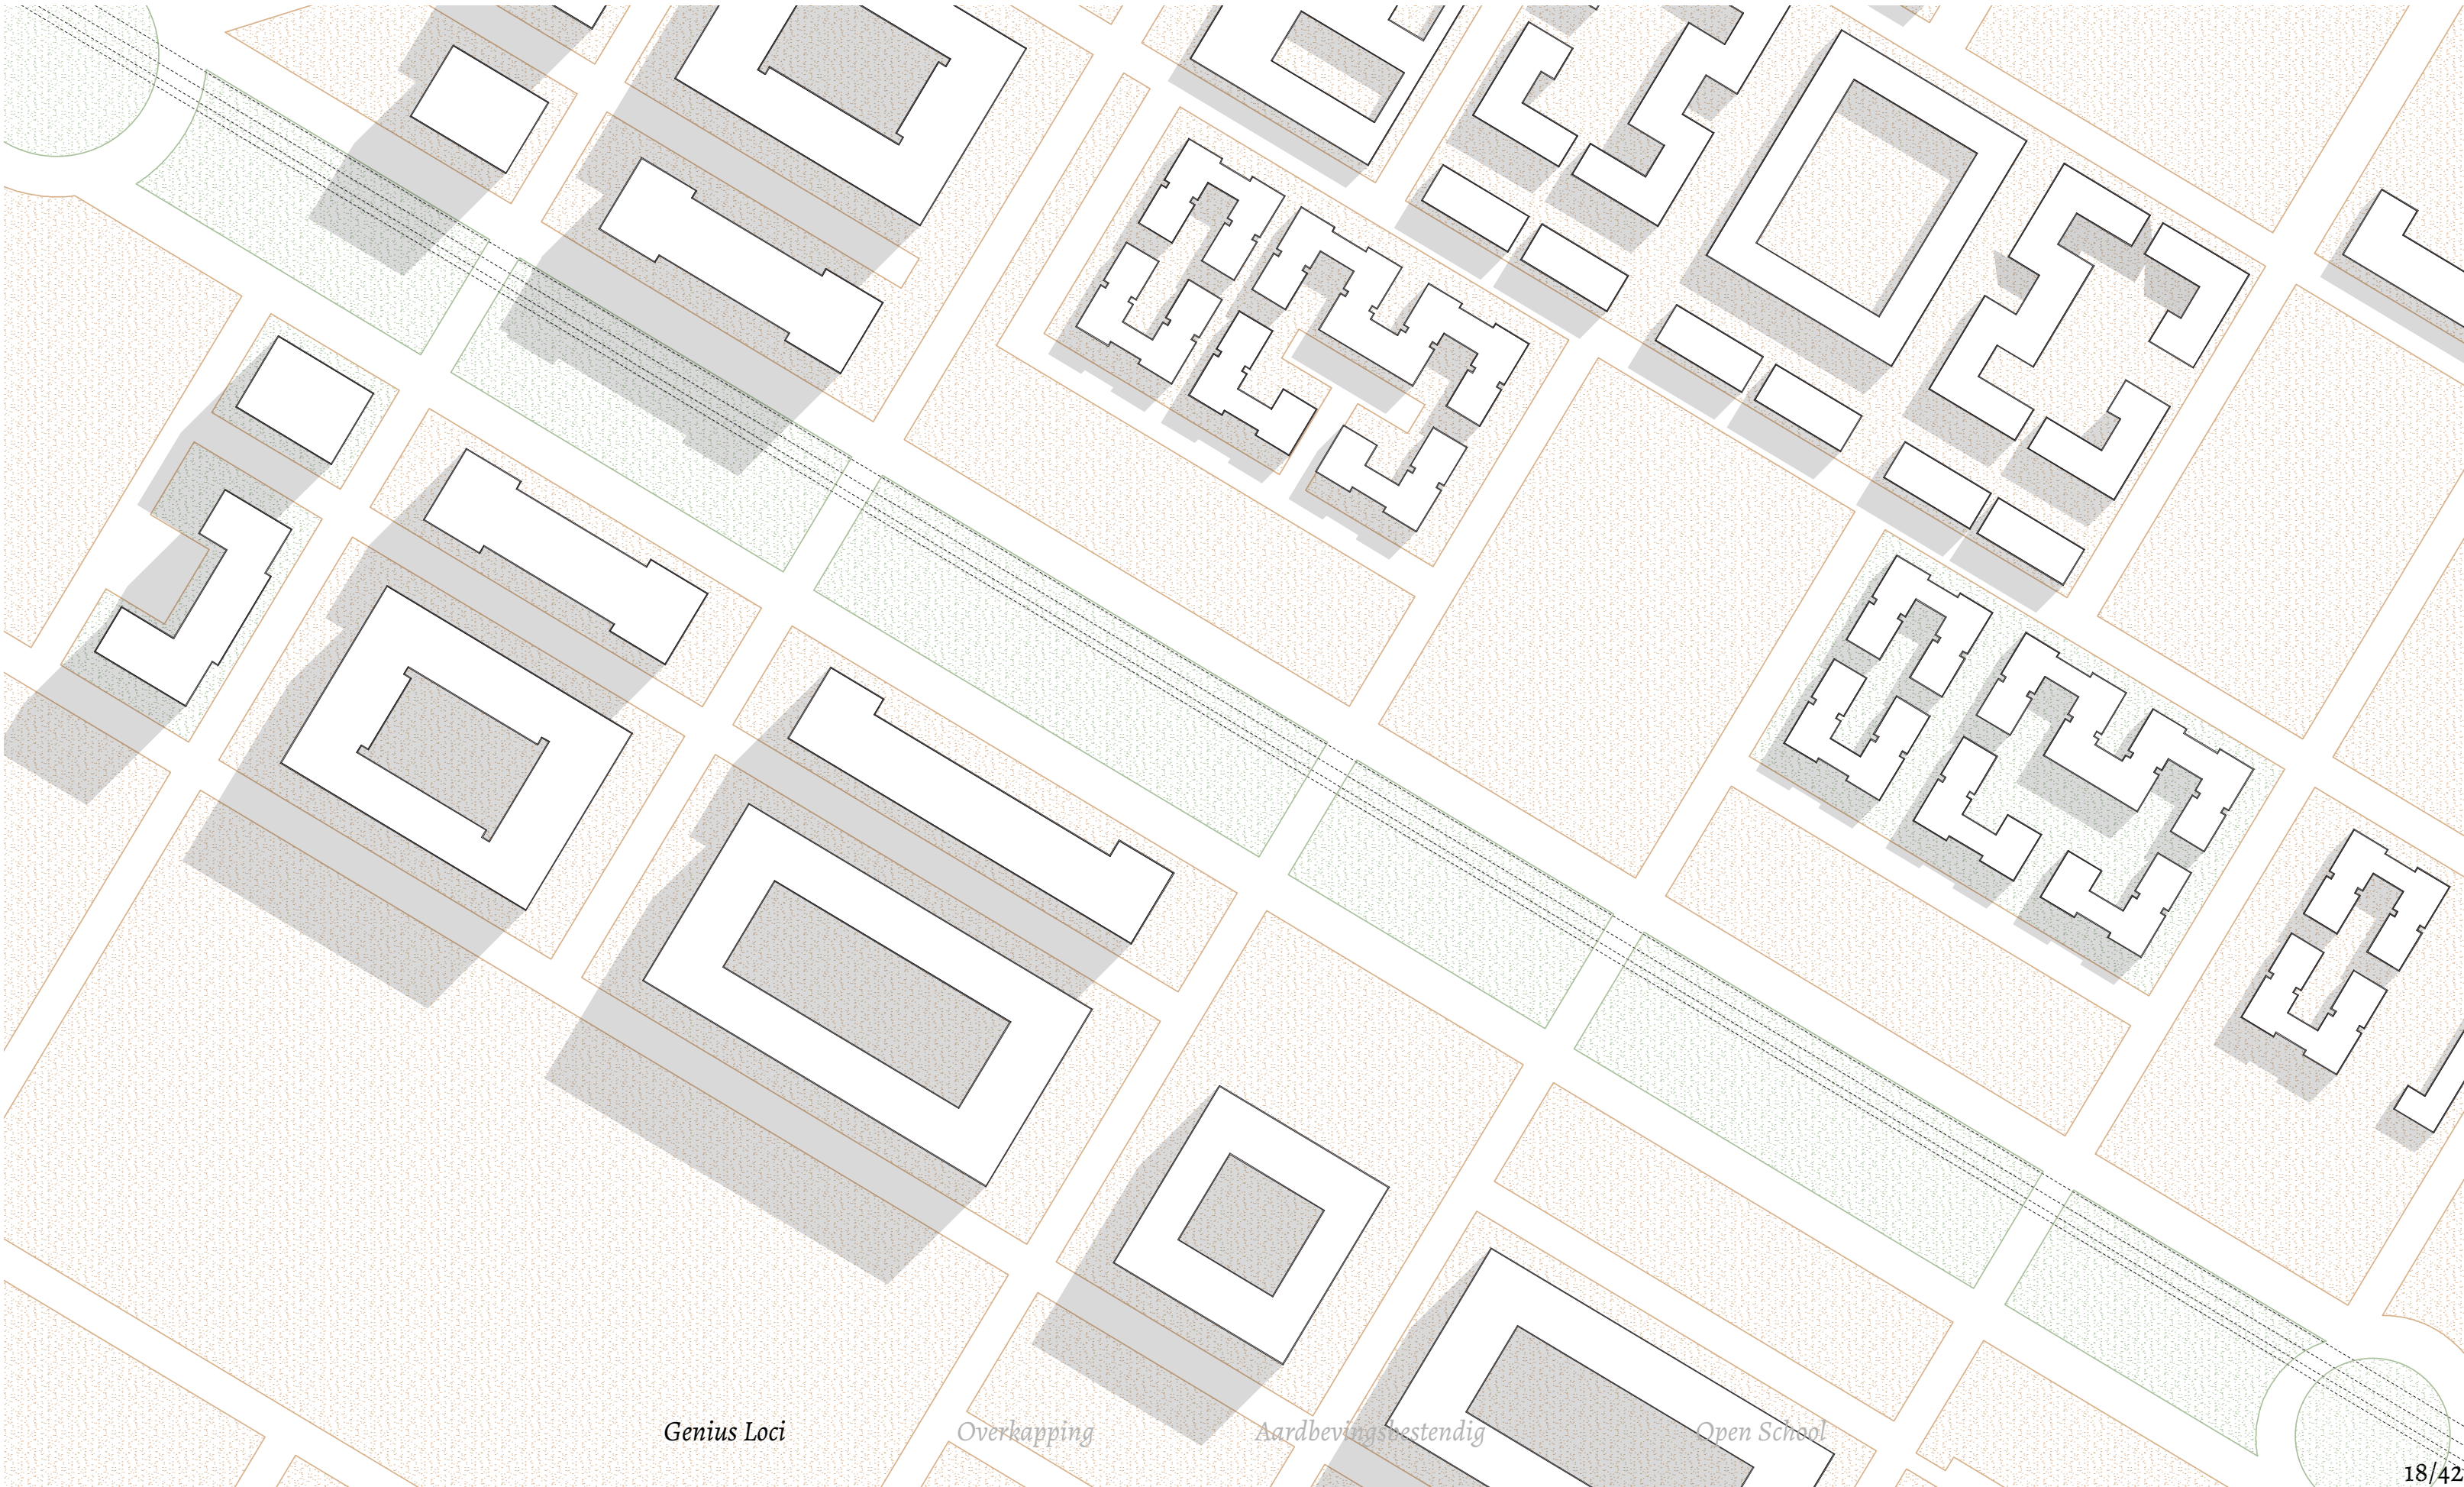 Genius Loci
Overkapping
Aardbevingsbestendig
Open School
18/42